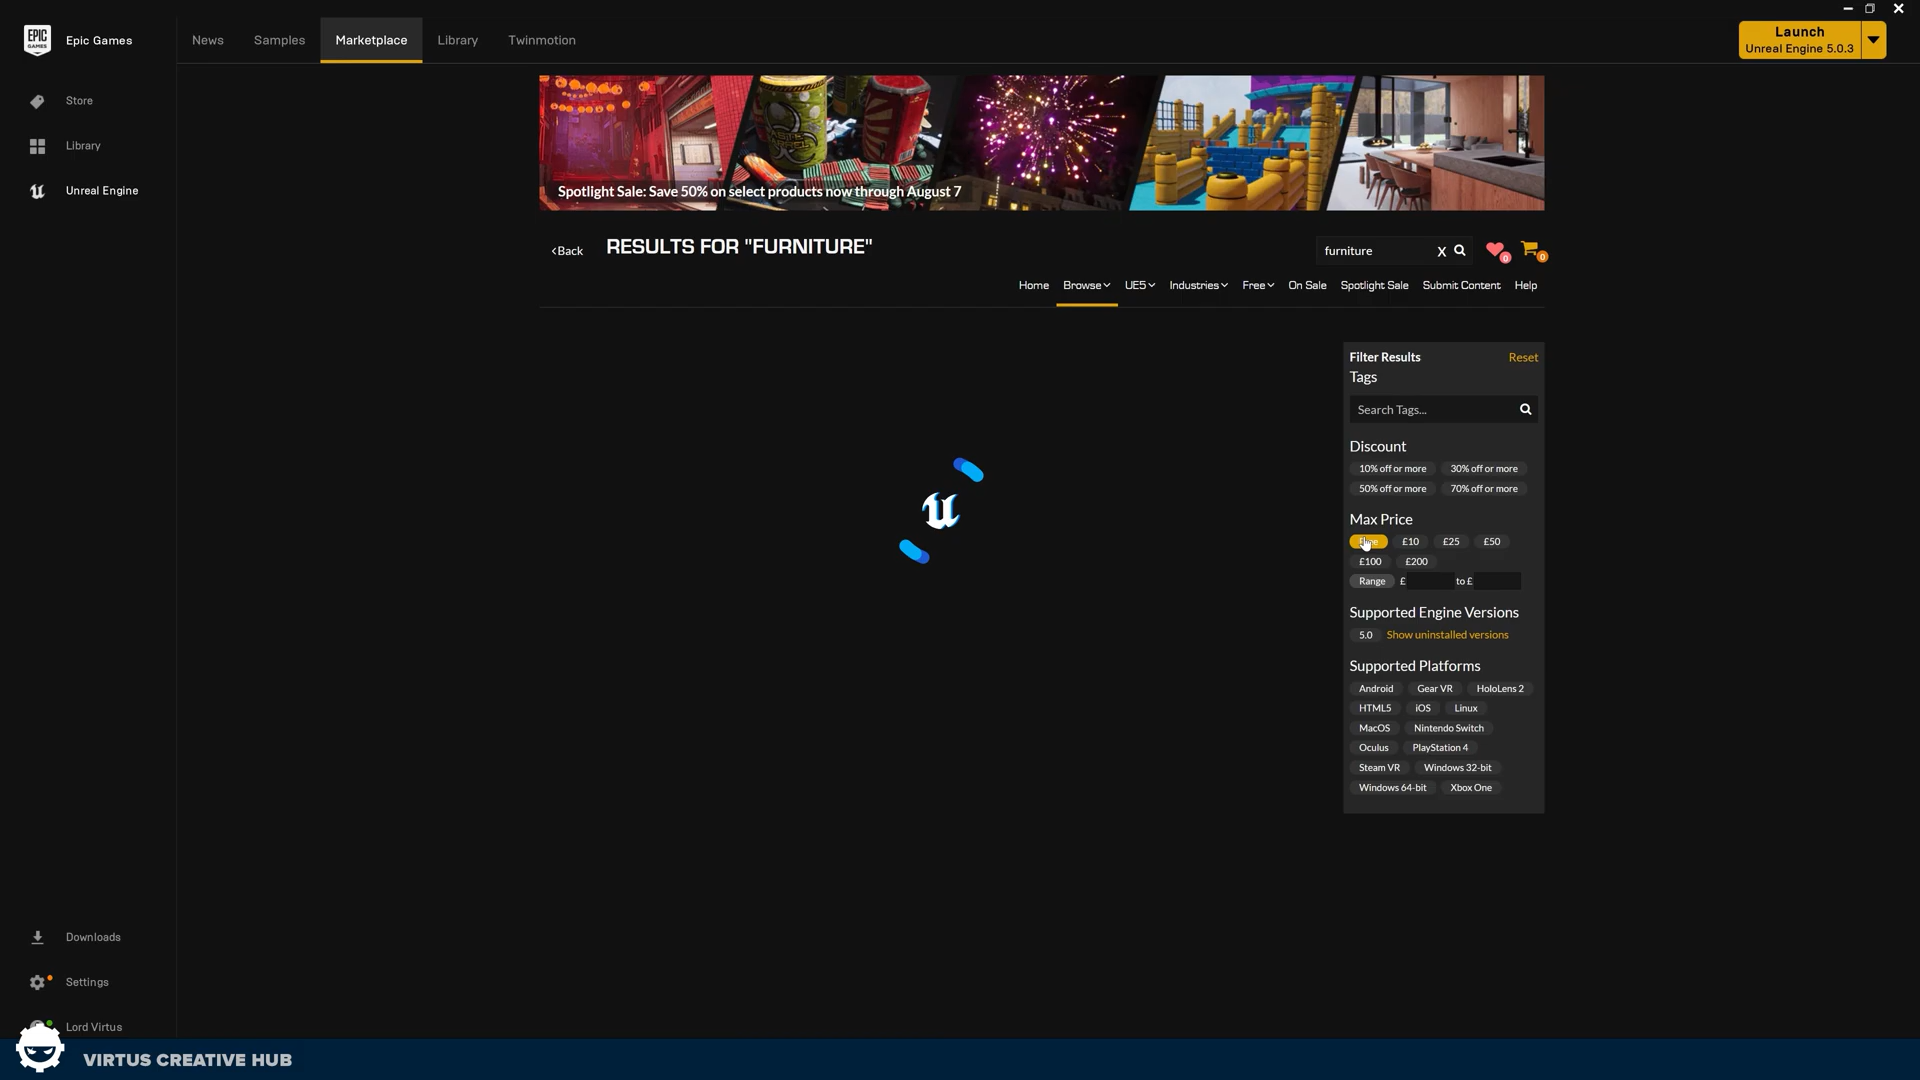 EPIC
GAMES
Epic Games
News
Samples
Marketplace
Library
Twinmotion
Launch
Unreal Engine 5.0.3
Store
Library
Unreal Engine
Spotlight Sale: Save 50% on select products now through August 7
<Back
RESULTS FOR "FURNITURE"
furniture
X
0
0
Home
Browse
UE5
Industries
Free
On Sale
Spotlight Sale
Submit Content
Help
Filter Results
Reset
Tags
Search Tags...
Discount
10% off or more
30% off or more
50% off or more
70% off or more
Max Price
£10
£25
£50
£100
£200
Range
£
to £
Supported Engine Versions
5.0
Show uninstalled versions
Supported Platforms
Android
Gear VR
HoloLens 2
HTML5
iOS
Linux
MacOS
Nintendo Switch
Oculus
PlayStation 4
Steam VR
Windows 32-bit
Windows 64-bit
Xbox One
Downloads
Settings
Lord Virtus
VIRTUS CREATIVE HUB